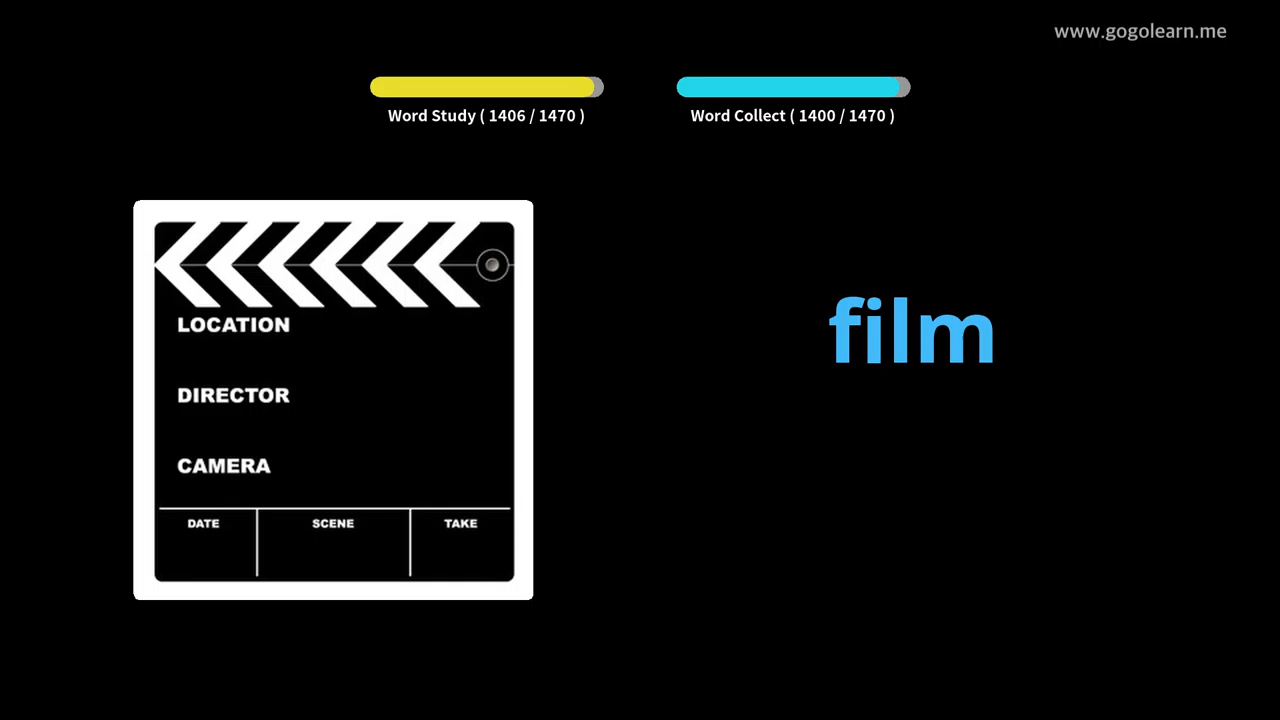 www.gogolearn.me
Word Study ( 1406 / 1470 )
Word Collect ( 1400 / 1470 )
LOCATION
DIRECTOR
CAMERA
DATE
SCENE
TAKE
film